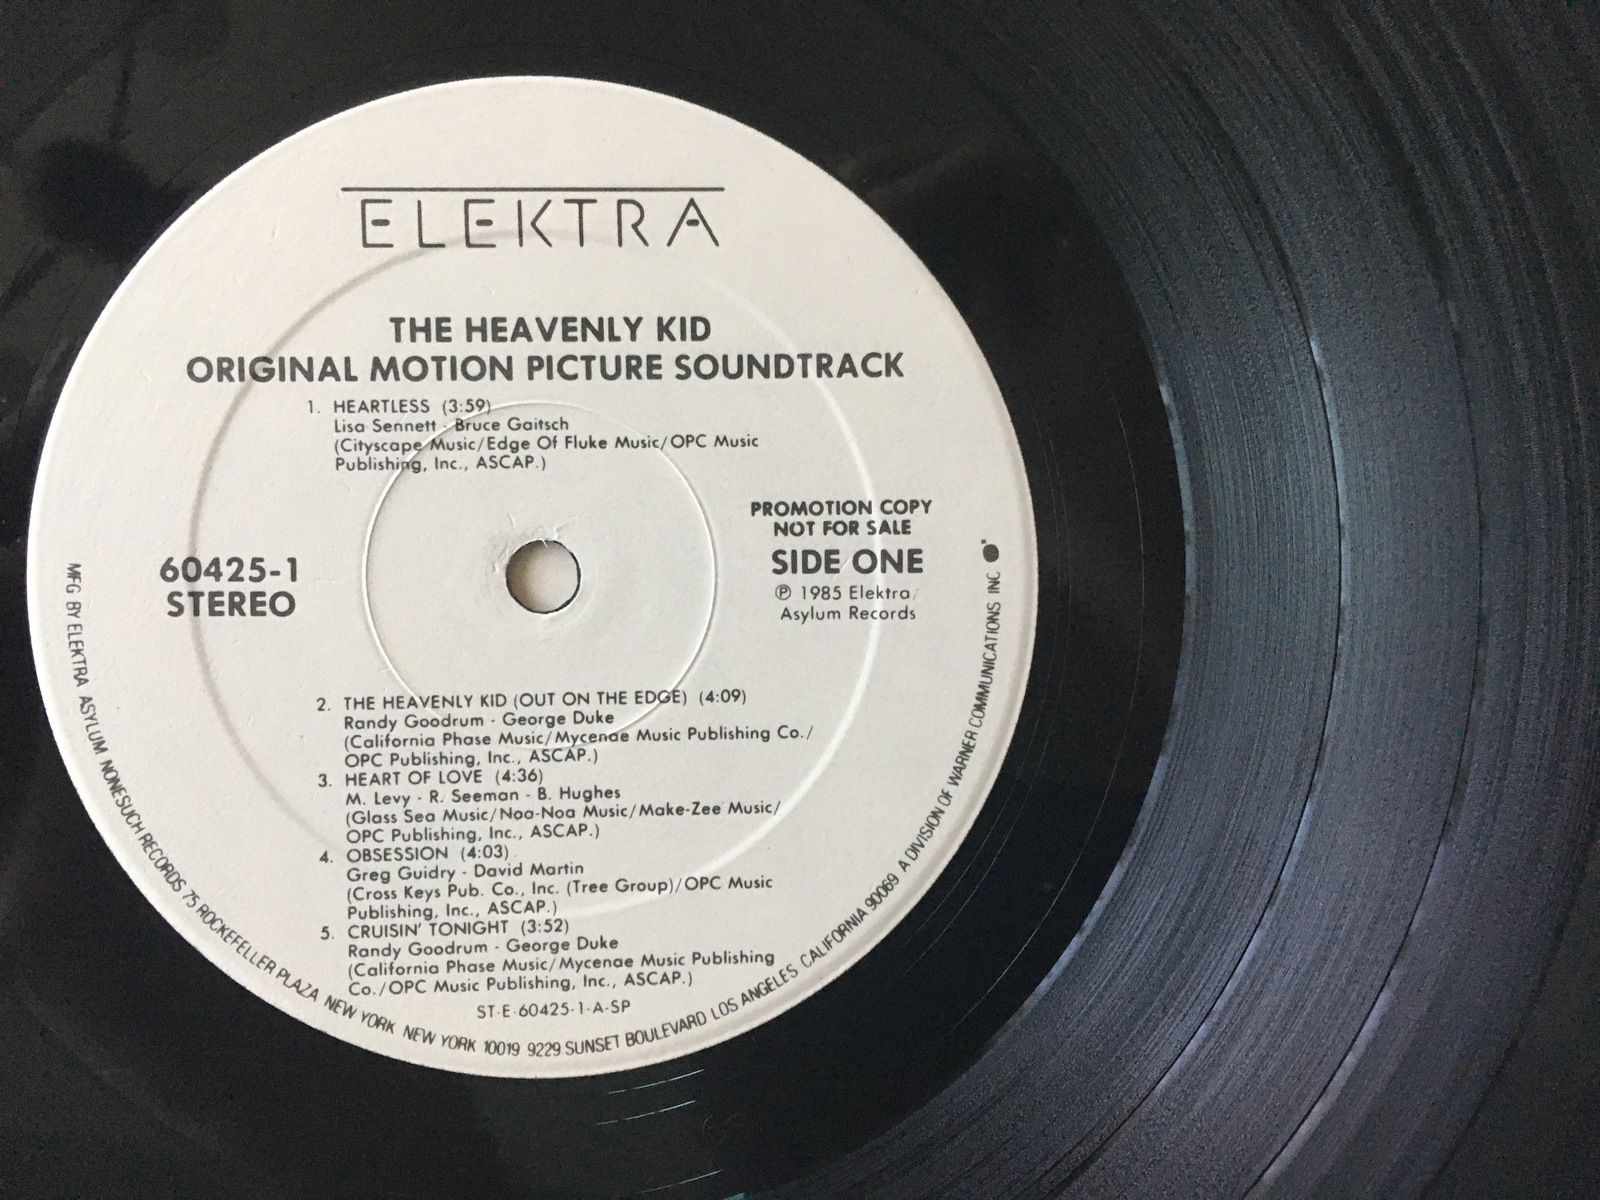 ELEKTRA
THE HEAVENLY KID
ORIGINAL MOTION PICTURE SOUNDTRACK
1. HEARTLESS (3:59)
Lisa Sennett - Bruce Gaitsch
(Cityscape Music/Edge Of Fluke Music/OPC Music
Publishing, Inc., ASCAP.)
60425-1
STEREO
PROMOTION COPY
NOT FOR SALE
SIDE ONE
℗ 1985 Elektra/
Asylum Records
2. THE HEAVENLY KID (OUT ON THE EDGE) (4:09)
Randy Goodrum - George Duke
(California Phase Music/Mycenae Music Publishing Co./
OPC Publishing, Inc., ASCAP.)
3. HEART OF LOVE (4:36)
M. Levy - R. Seeman - B. Hughes
(Glass Sea Music/Noa-Noa Music/Make-Zee Music/
OPC Publishing, Inc., ASCAP.)
4. OBSESSION (4:03)
Greg Guidry - David Martin
(Cross Keys Pub. Co., Inc. (Tree Group)/OPC Music
Publishing, Inc., ASCAP.)
5. CRUISIN' TONIGHT (3:52)
Randy Goodrum - George Duke
(California Phase Music/Mycenae Music Publishing
Co./OPC Music Publishing, Inc., ASCAP.)
ST-E-60425-1-A-SP
MFG BY ELEKTRA ASYLUM NONESUCH RECORDS 75 ROCKEFELLER PLAZA NEW YORK NEW YORK 10019 9229 SUNSET BOULEVARD LOS ANGELES CALIFORNIA 90069 A DIVISION OF WARNER COMMUNICATIONS INC